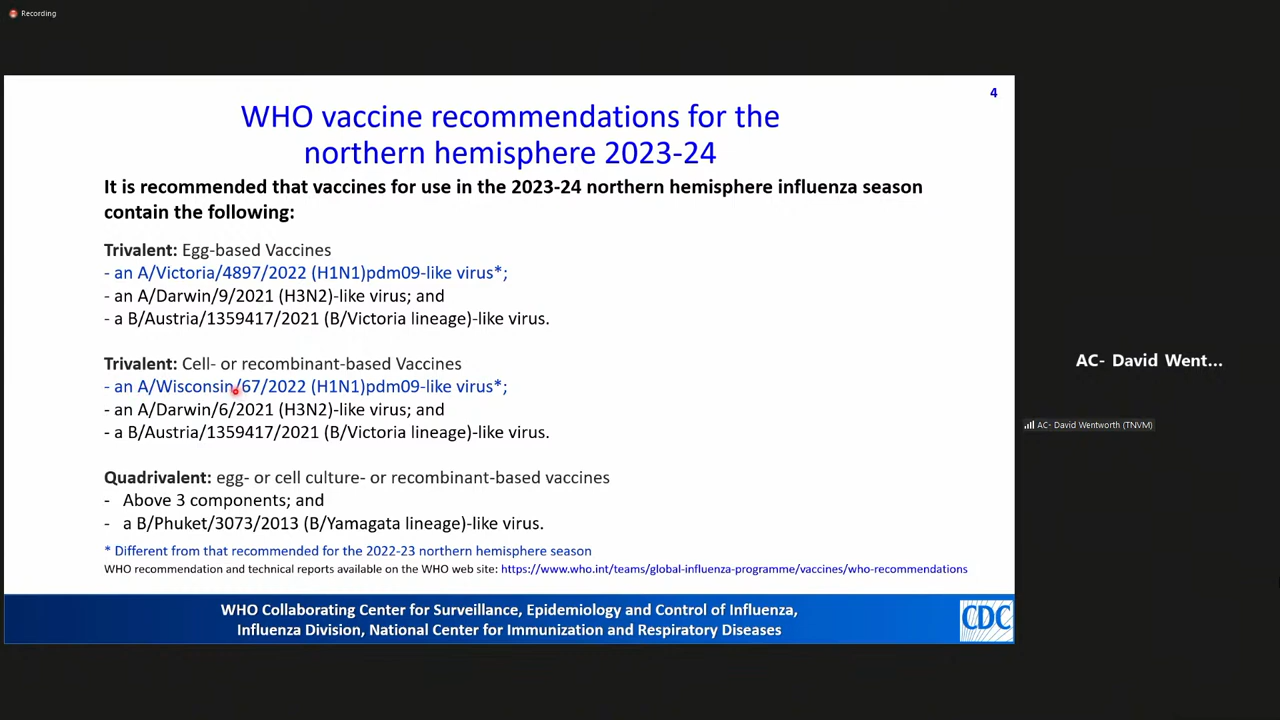 Recording
4
WHO vaccine recommendations for the
northern hemisphere 2023-24
It is recommended that vaccines for use in the 2023-24 northern hemisphere influenza season
contain the following:
Trivalent: Egg-based Vaccines
- an A/Victoria/4897/2022 (H1N1)pdm09-like virus*;
- an A/Darwin/9/2021 (H3N2)-like virus; and
- a B/Austria/1359417/2021 (B/Victoria lineage)-like virus.
Trivalent: Cell- or recombinant-based Vaccines
- an A/Wisconsin/67/2022 (H1N1)pdm09-like virus*;
- an A/Darwin/6/2021 (H3N2)-like virus; and
- a B/Austria/1359417/2021 (B/Victoria lineage)-like virus.
Quadrivalent: egg- or cell culture- or recombinant-based vaccines
- Above 3 components; and
- a B/Phuket/3073/2013 (B/Yamagata lineage)-like virus.
* Different from that recommended for the 2022-23 northern hemisphere season
WHO recommendation and technical reports available on the WHO web site: https://www.who.int/teams/global-influenza-programme/vaccines/who-recommendations
WHO Collaborating Center for Surveillance, Epidemiology and Control of Influenza,
Influenza Division, National Center for Immunization and Respiratory Diseases
CDC
AC- David Went...
AC- David Wentworth (TNVM)